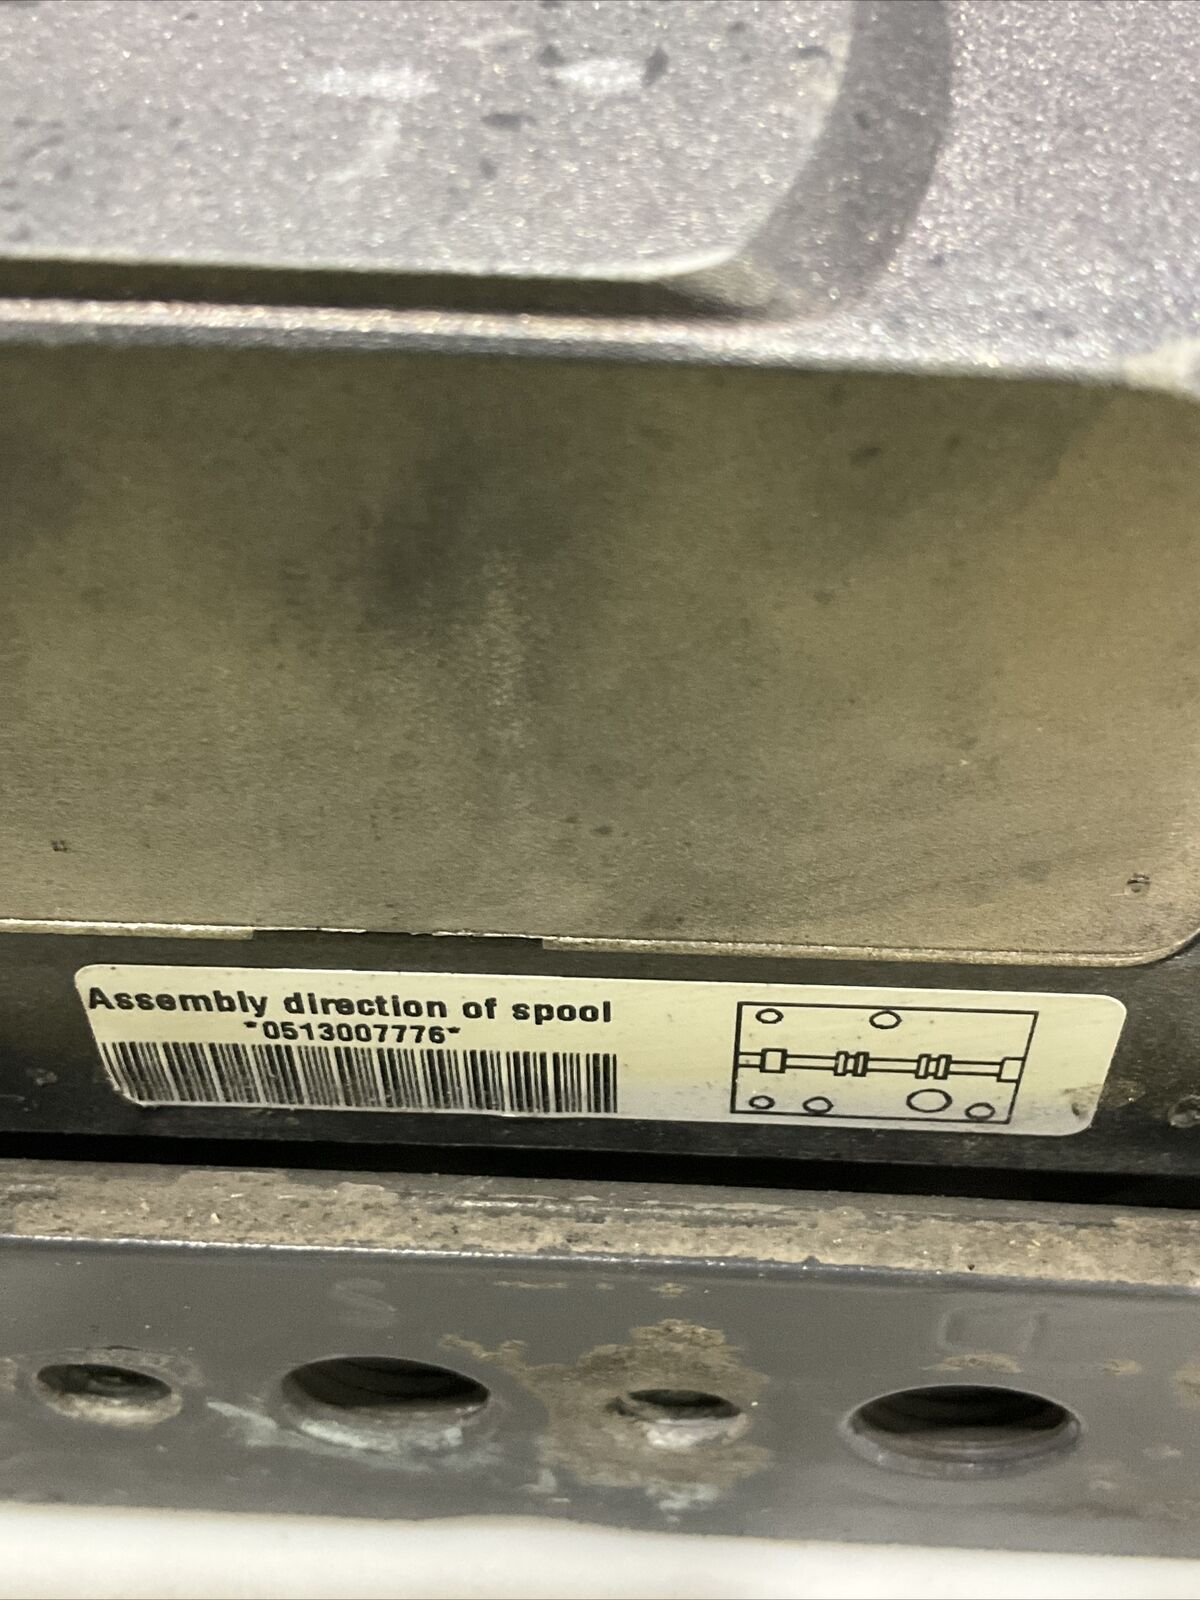 Assembly direction of spool
*0513007776*
S